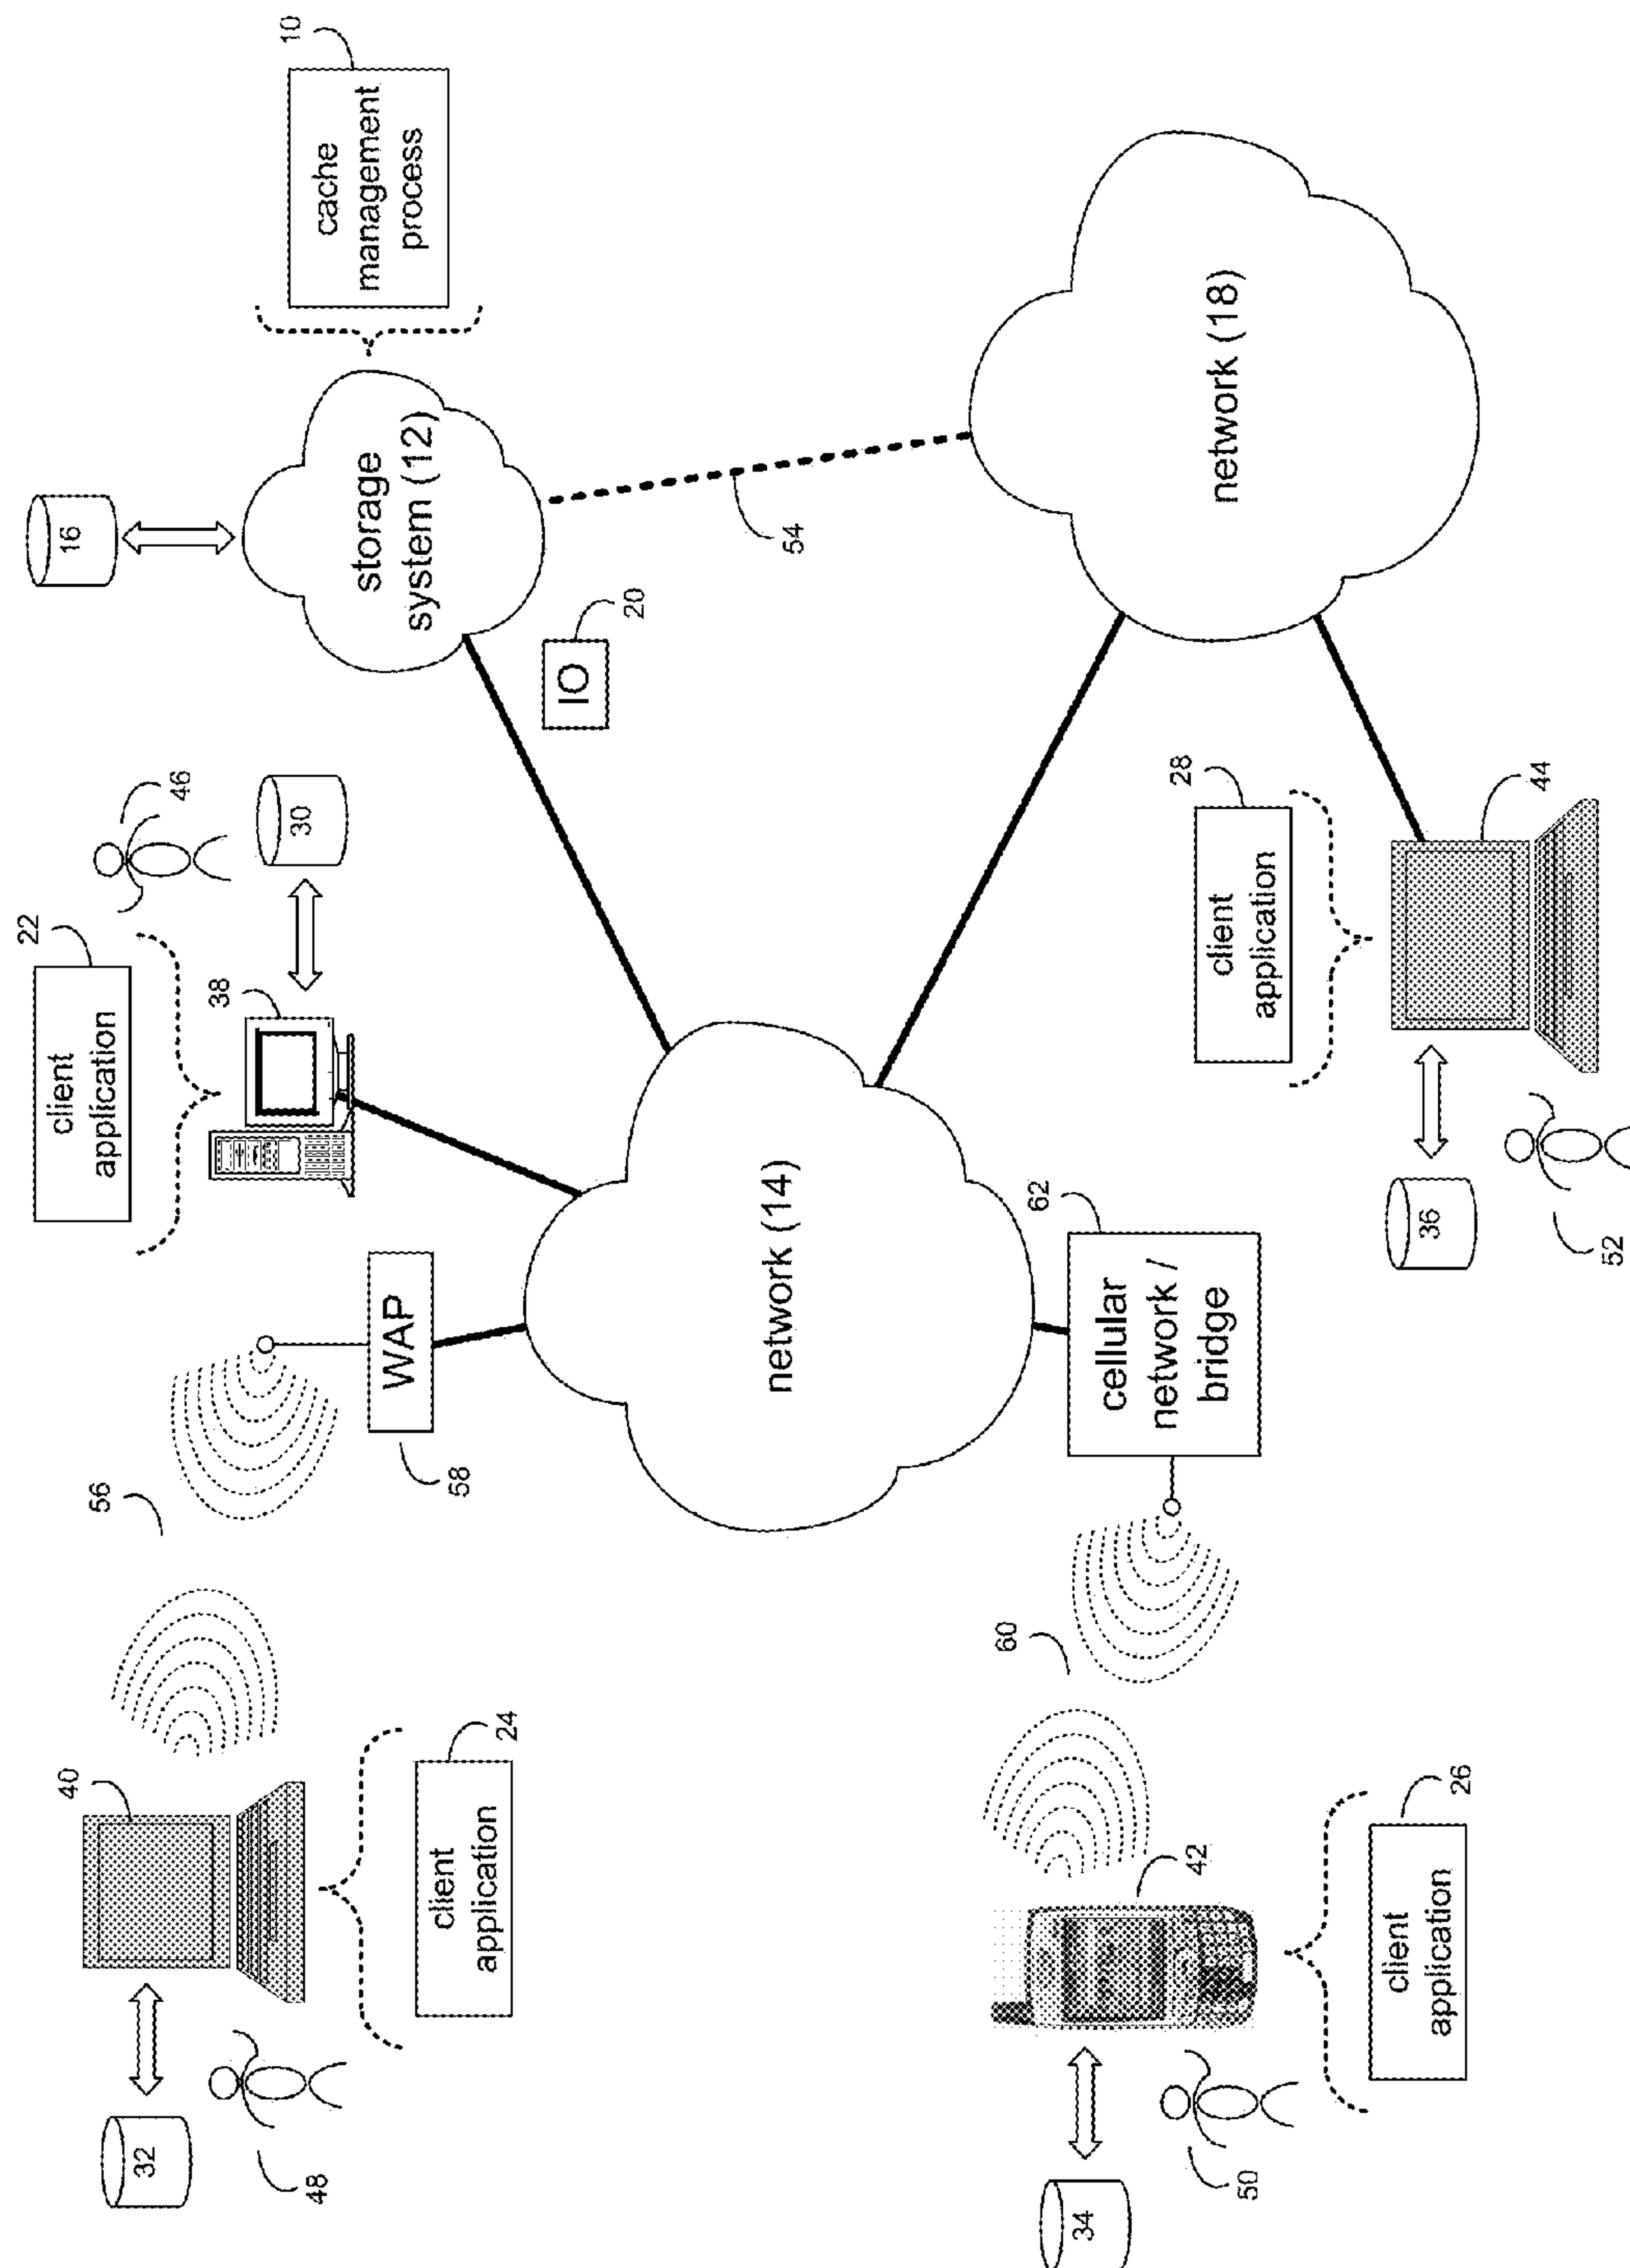 32
48
40
client
application
24
56
WAP
58
client
application
22
38
46
30
16
storage
system (12)
cache
management
process
10
IO
20
54
network (14)
network (18)
34
50
42
client
application
26
60
cellular
network /
bridge
62
36
52
client
application
28
44